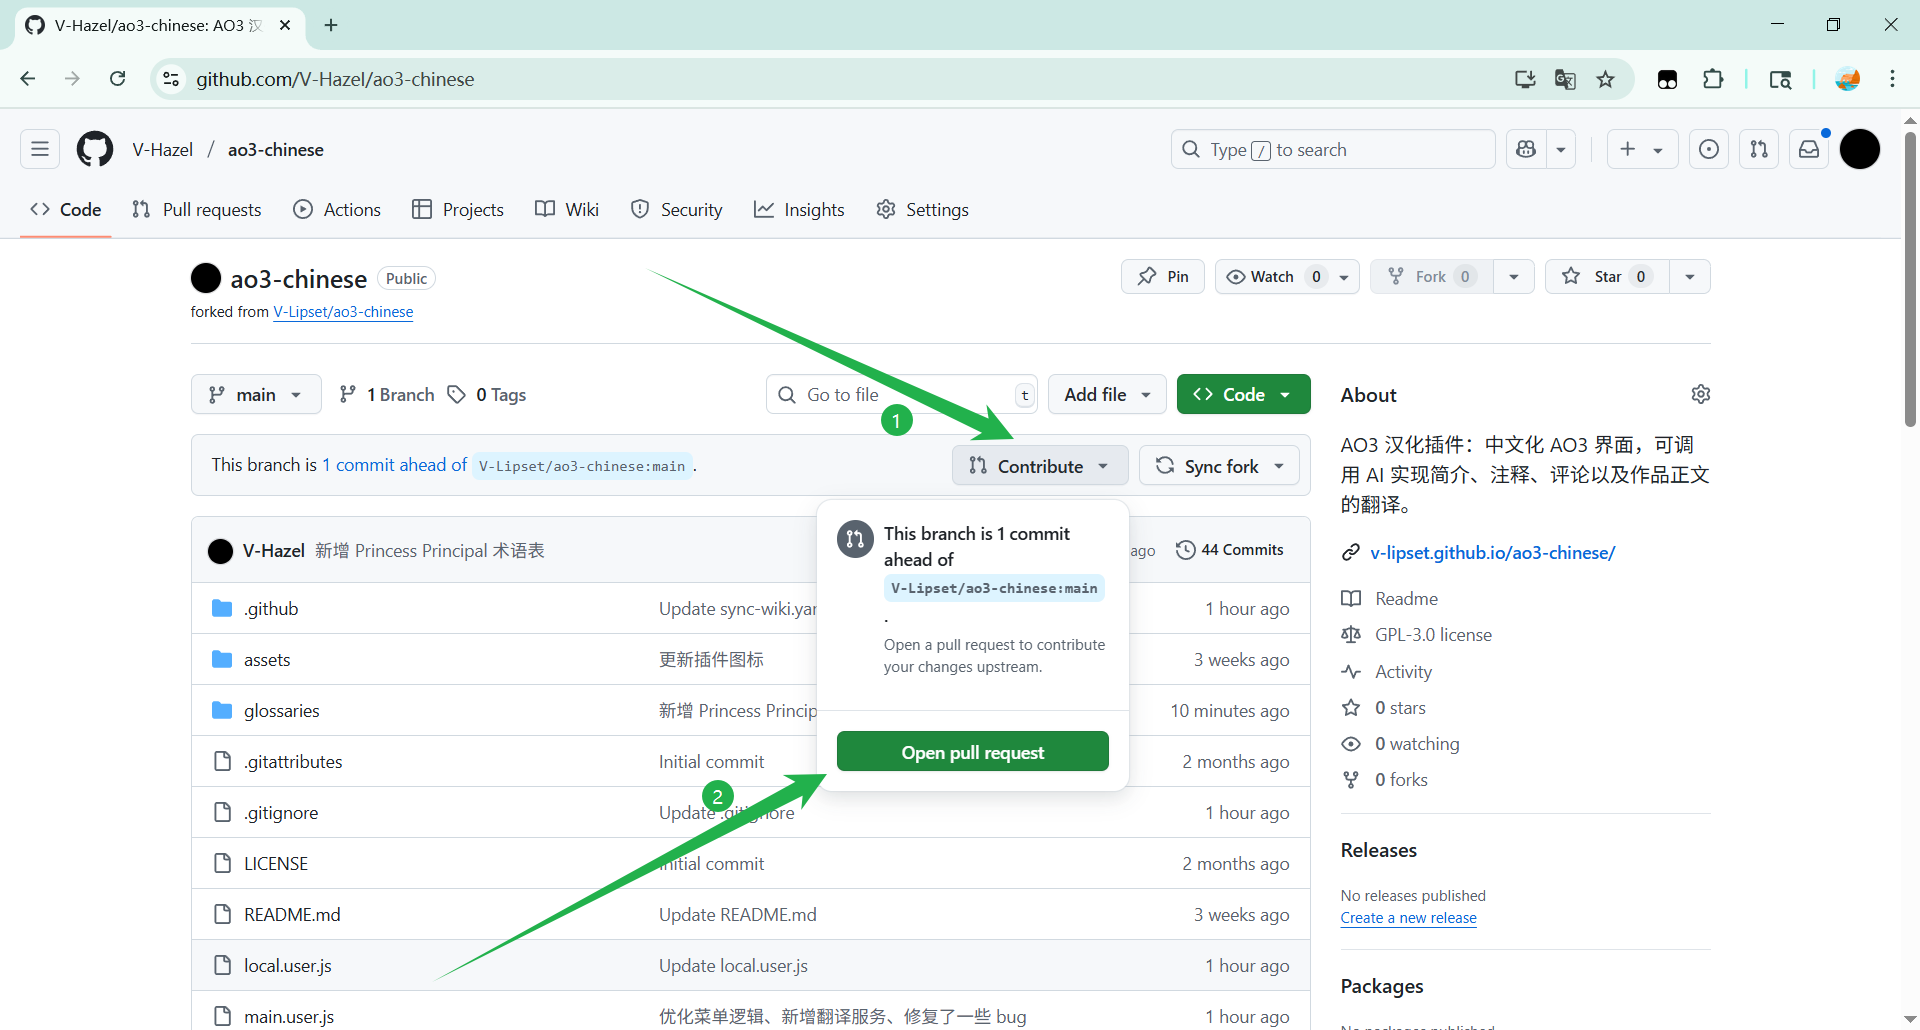 V-Hazel/ao3-chinese: AO3 汉
github.com/V-Hazel/ao3-chinese
V-Hazel / ao3-chinese
Type / to search
Code
Pull requests
Actions
Projects
Wiki
Security
Insights
Settings
ao3-chinese Public
Pin
Watch 0
Fork 0
Star 0
forked from V-Lipset/ao3-chinese
main
1 Branch
0 Tags
Go to file t
Add file
Code
1
This branch is 1 commit ahead of V-Lipset/ao3-chinese:main .
Contribute
Sync fork
This branch is 1 commit
ahead of
V-Lipset/ao3-chinese:main
.
Open a pull request to contribute
your changes upstream.
Open pull request
2
V-Hazel 新增 Princess Principal 术语表 ago 44 Commits
.github Update sync-wiki.yam 1 hour ago
assets 更新插件图标 3 weeks ago
glossaries 新增 Princess Princip 10 minutes ago
.gitattributes Initial commit 2 months ago
.gitignore Update .gitignore 1 hour ago
LICENSE Initial commit 2 months ago
README.md Update README.md 3 weeks ago
local.user.js Update local.user.js 1 hour ago
main.user.js 优化菜单逻辑、新增翻译服务、修复了一些 bug 1 hour ago
About
AO3 汉化插件：中文化 AO3 界面，可调
用 AI 实现简介、注释、评论以及作品正文
的翻译。
v-lipset.github.io/ao3-chinese/
Readme
GPL-3.0 license
Activity
0 stars
0 watching
0 forks
Releases
No releases published
Create a new release
Packages
No packages published